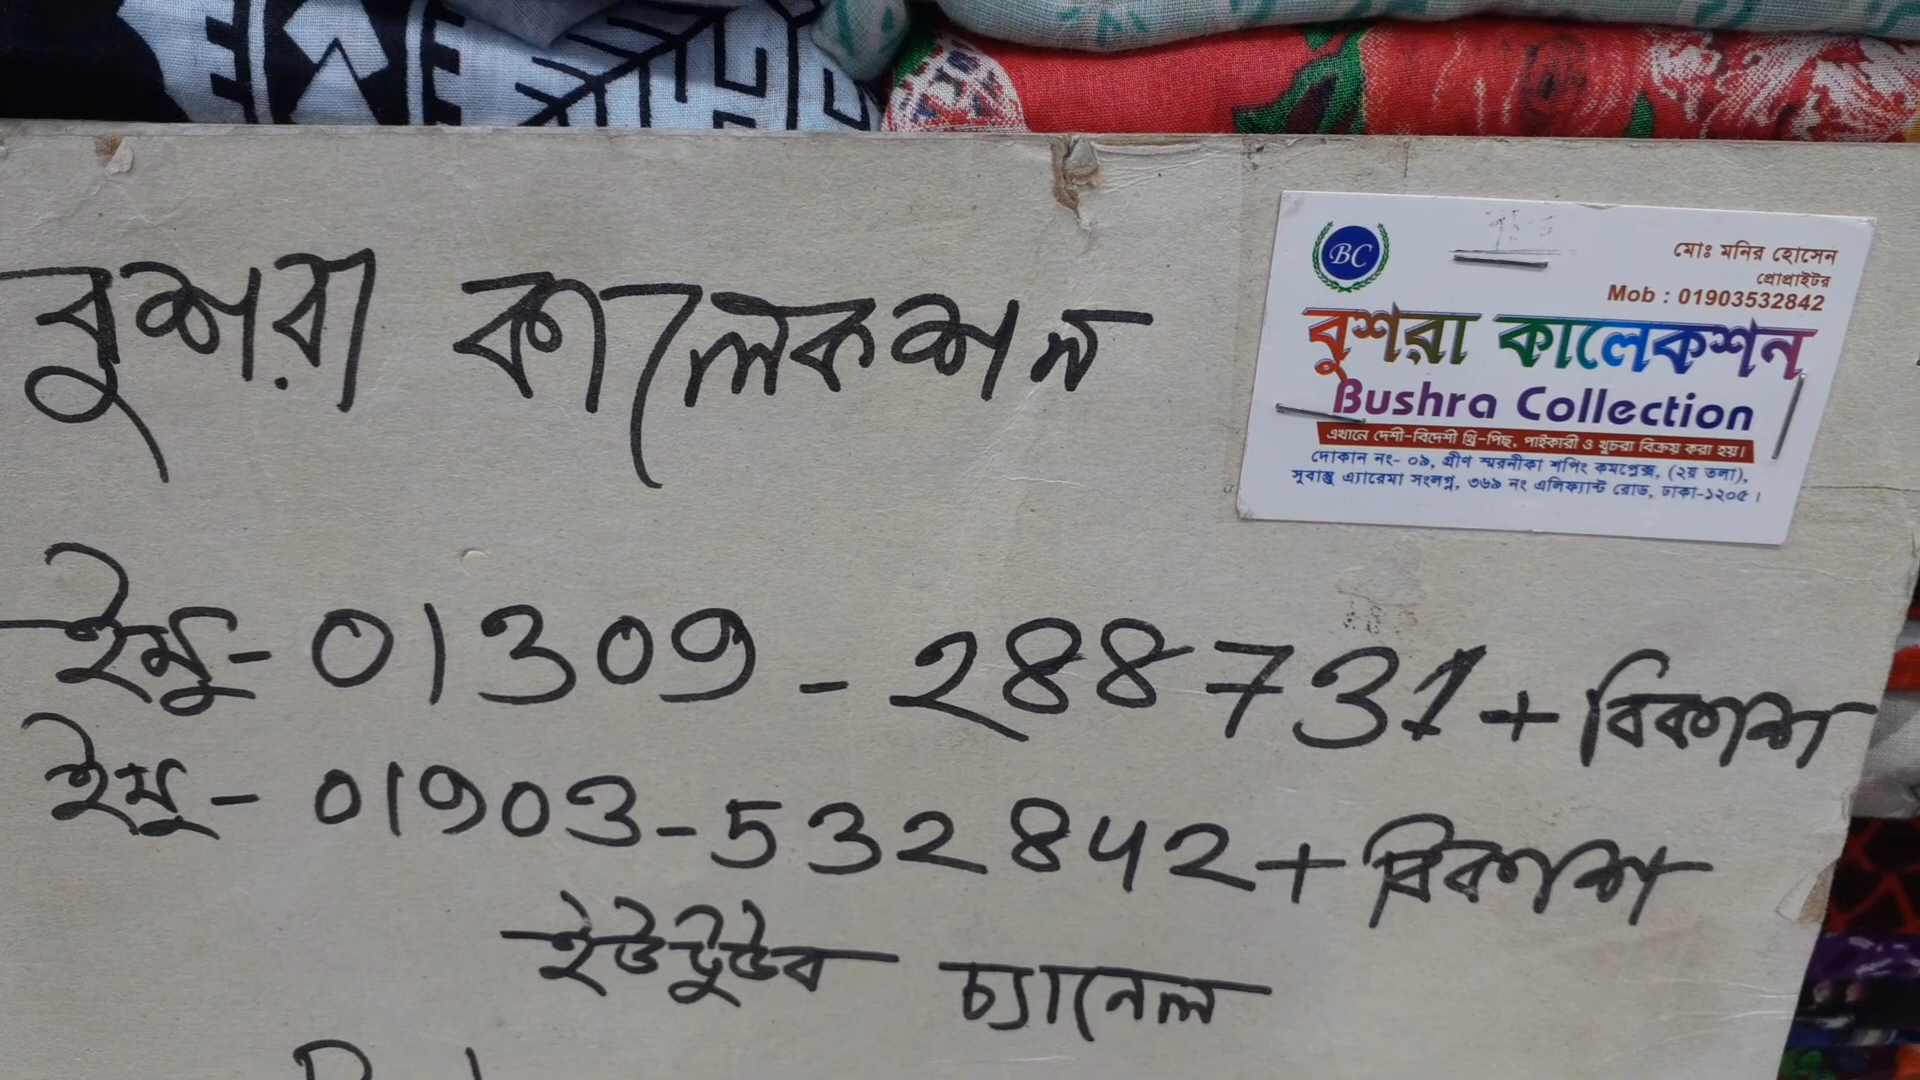 বুশরা কালেকশন
ইমু- 01309-288731+বিকাশ
ইমু- 01903-532842+বিকাশ
ইউটুউব চ্যানেল
BC
মোঃ মনির হোসেন
প্রোপ্রাইটর
Mob : 01903532842
বুশরা কালেকশন
Bushra Collection
এখানে দেশী-বিদেশী থ্রি-পিছ, পাইকারী ও খুচরা বিক্রয় করা হয়।
দোকান নং- ০৯, গ্রীণ স্মরনীকা শপিং কমপ্লেক্স, (২য় তলা),
সুবাস্তু এ্যারেমা সংলগ্ন, ৩৬৯ নং এলিফ্যান্ট রোড, ঢাকা-১২০৫।